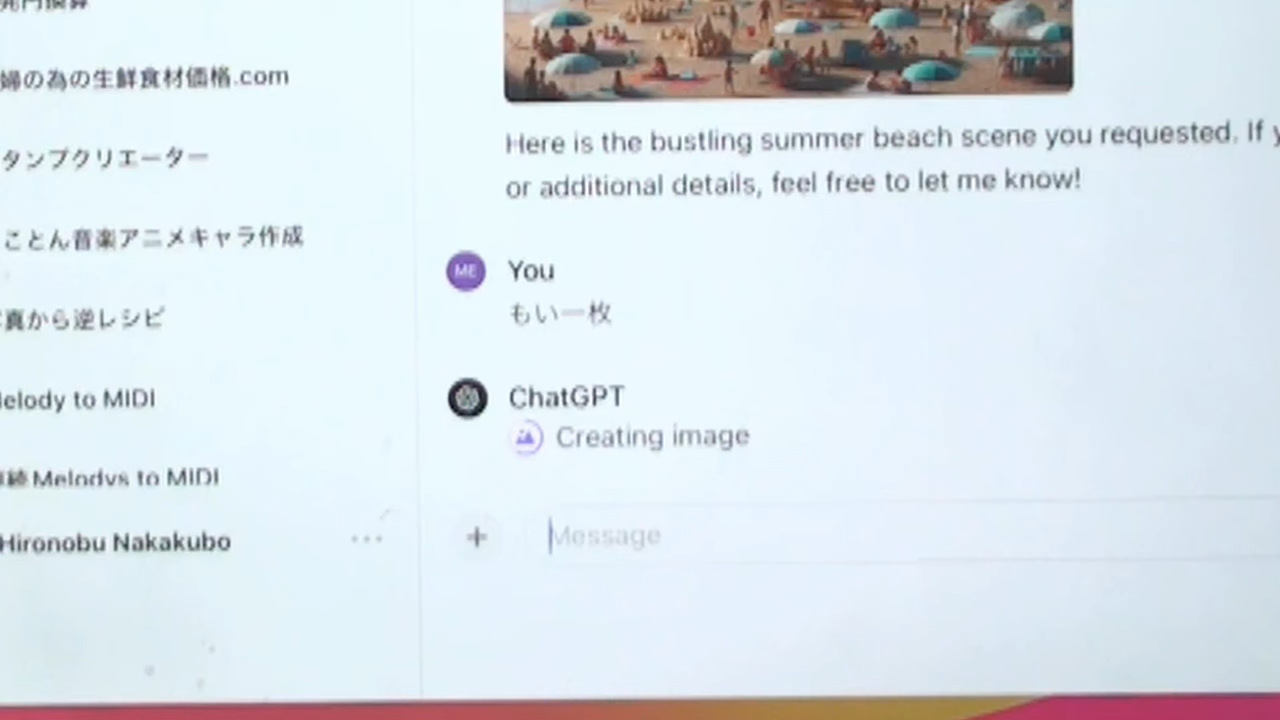 婦の為の生鮮食材価格.com
タンプクリエーター
ことん音楽アニメキャラ作成
真から逆レシピ
Melody to MIDI
Melodys to MIDI
Hironobu Nakakubo
Here is the bustling summer beach scene you requested. If y
or additional details, feel free to let me know!
ME You
もい一枚
ChatGPT
Creating image
Message